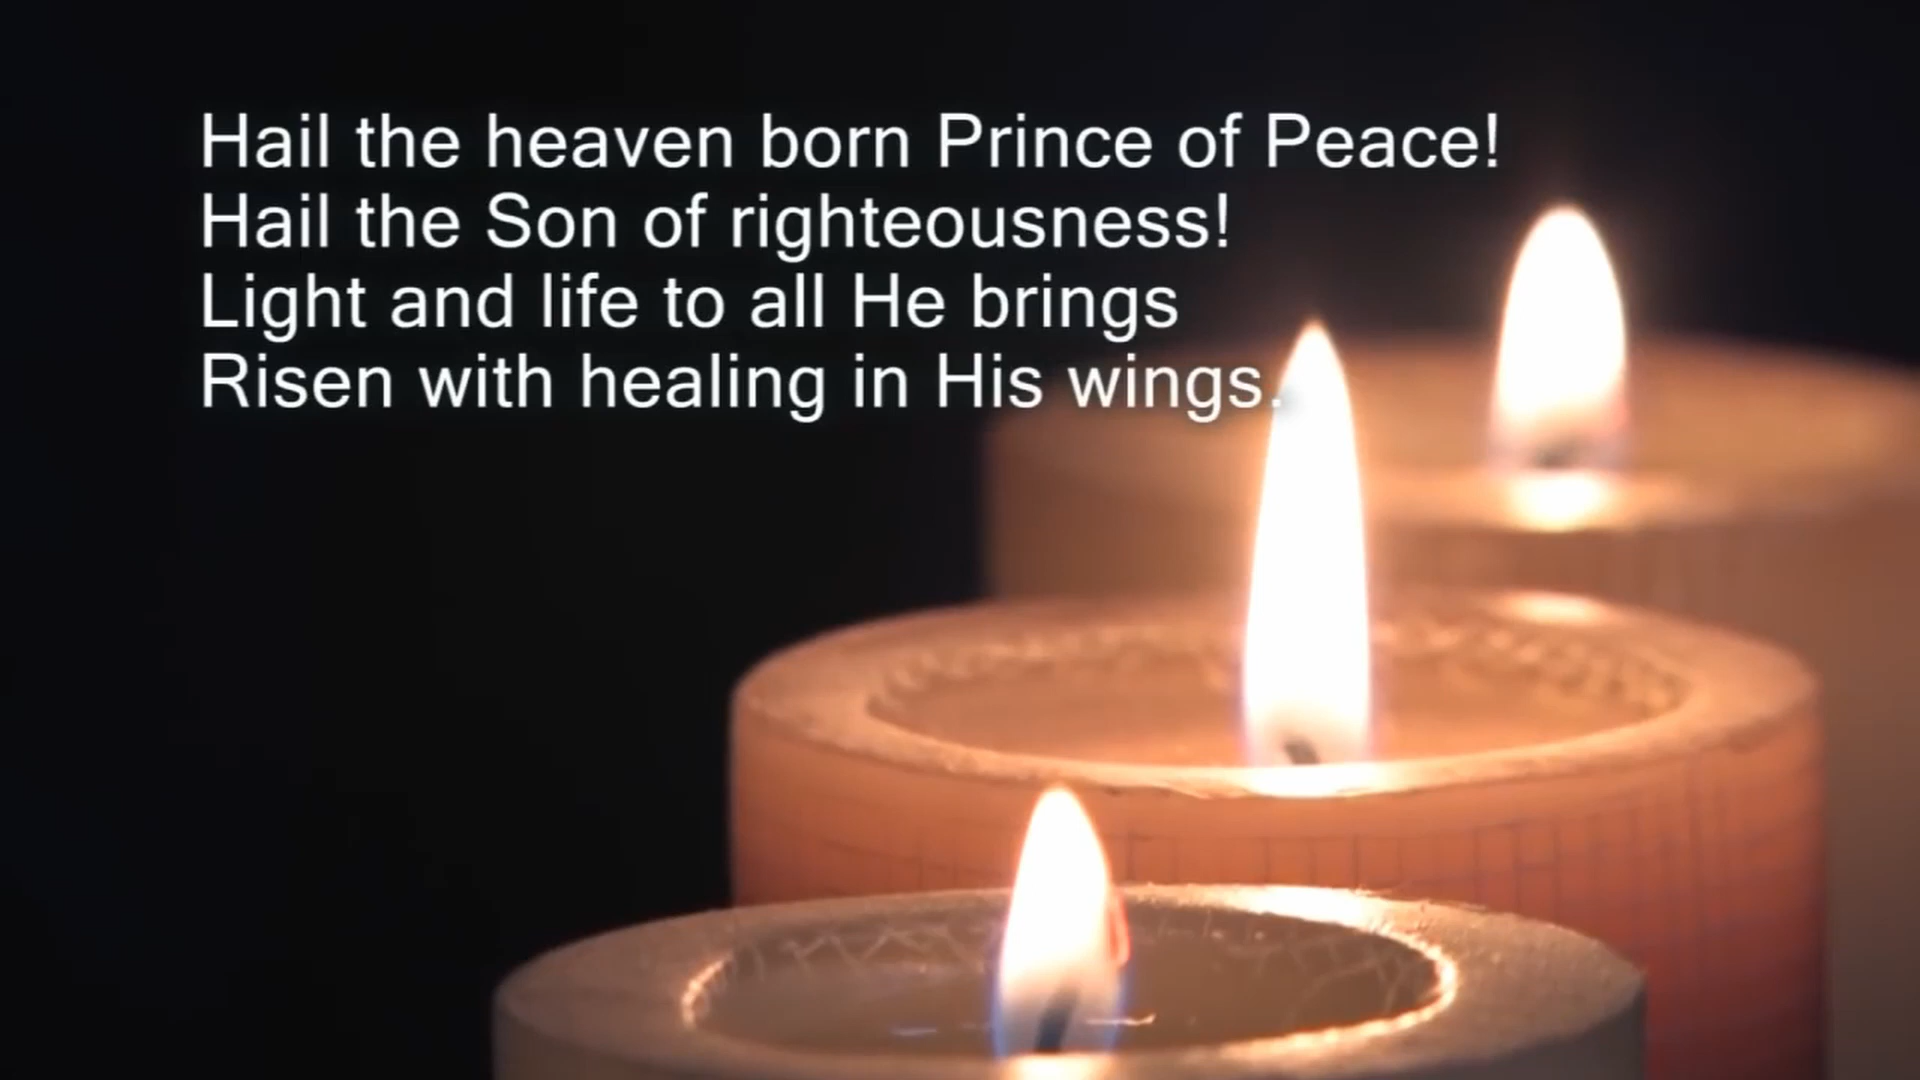 Hail the heaven born Prince of Peace!
Hail the Son of righteousness!
Light and life to all He brings
Risen with healing in His wings.